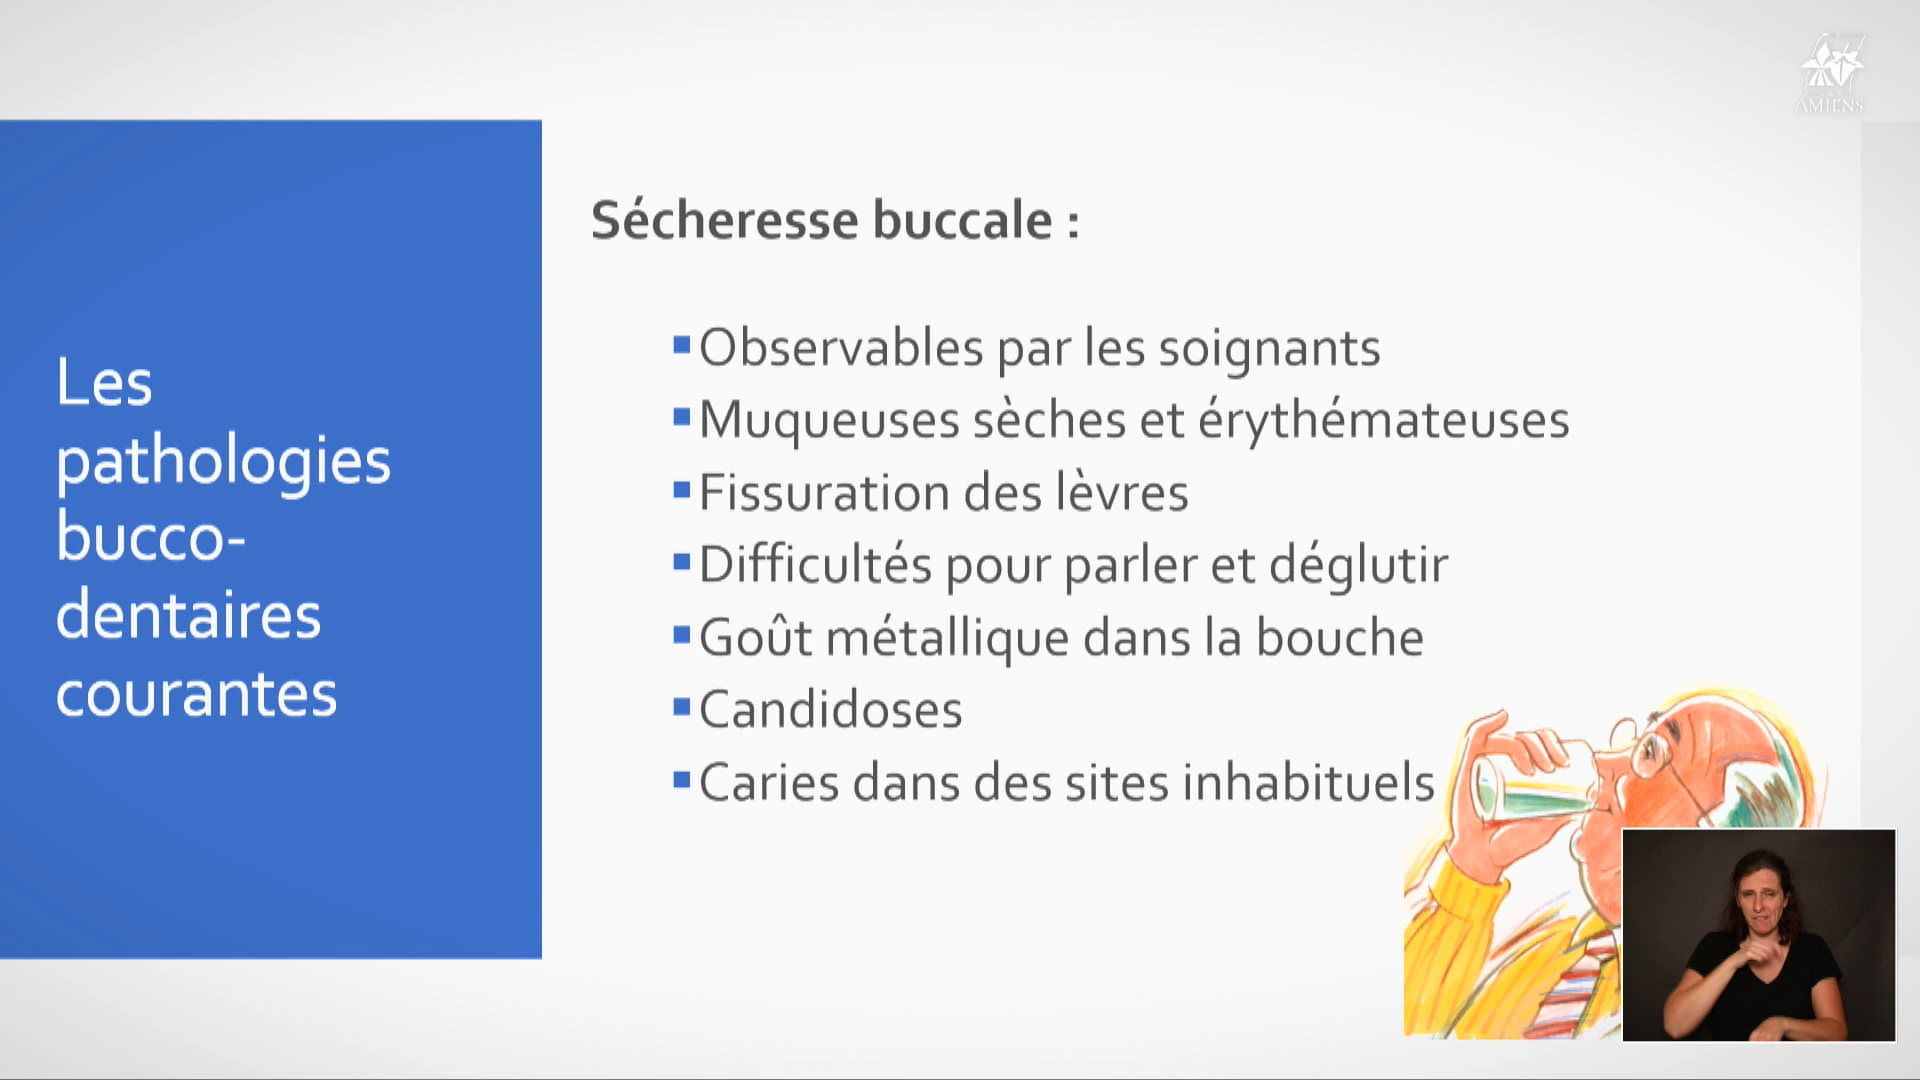 AMIENS
Les
pathologies
bucco-
dentaires
courantes
Sécheresse buccale :
Observables par les soignants
Muqueuses sèches et érythémateuses
Fissuration des lèvres
Difficultés pour parler et déglutir
Goût métallique dans la bouche
Candidoses
Caries dans des sites inhabituels